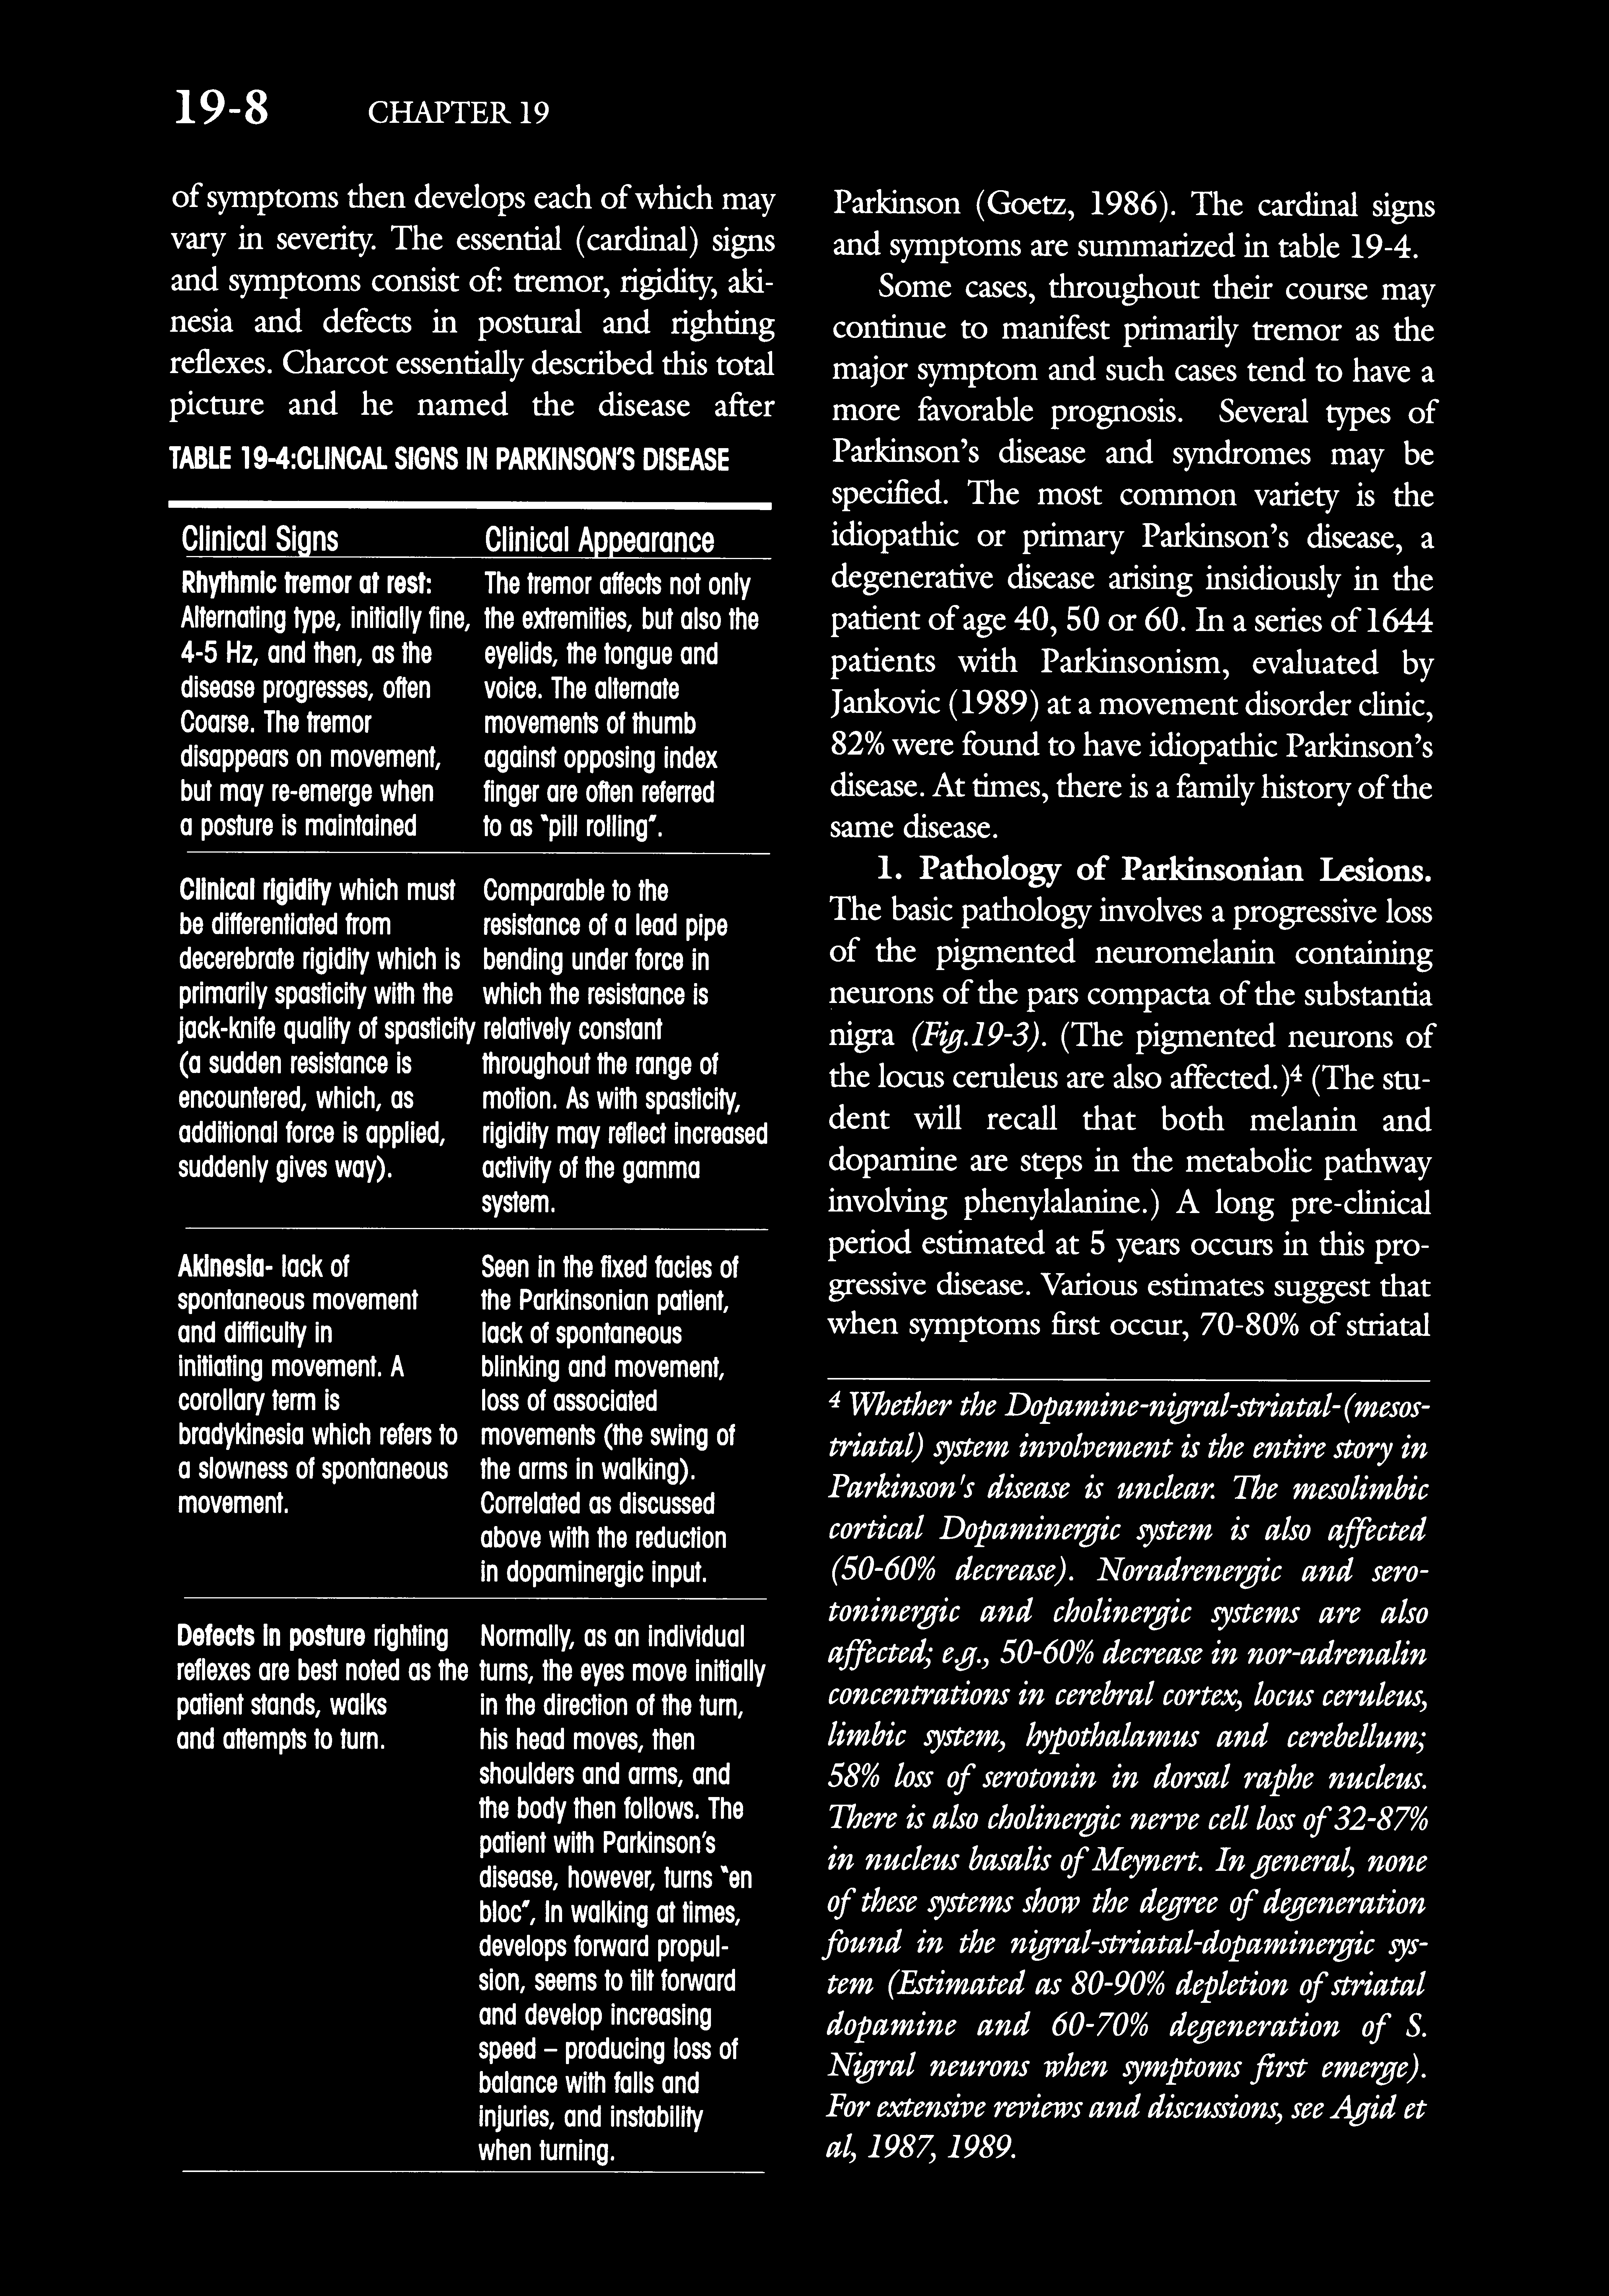 19-8 CHAPTER 19
of symptoms then develops each of which may
vary in severity. The essential (cardinal) signs
and symptoms consist of: tremor, rigidity, aki-
nesia and defects in postural and righting
reflexes. Charcot essentially described this total
picture and he named the disease after
TABLE 19-4:CLINCAL SIGNS IN PARKINSON'S DISEASE
Clinical Signs Clinical Appearance
Rhythmic tremor at rest: The tremor affects not only
Alternating type, initially fine, the extremities, but also the
4-5 Hz, and then, as the eyelids, the tongue and
disease progresses, often voice. The alternate
Coarse. The tremor movements of thumb
disappears on movement, against opposing index
but may re-emerge when finger are often referred
a posture is maintained to as "pill rolling".
Clinical rigidity which must Comparable to the
be differentiated from resistance of a lead pipe
decerebrate rigidity which is bending under force in
primarily spasticity with the which the resistance is
jack-knife quality of spasticity relatively constant
(a sudden resistance is throughout the range of
encountered, which, as motion. As with spasticity,
additional force is applied, rigidity may reflect increased
suddenly gives way). activity of the gamma
system.
Akinesia- lack of Seen in the fixed facies of
spontaneous movement the Parkinsonian patient,
and difficulty in lack of spontaneous
initiating movement. A blinking and movement,
corollary term is loss of associated
bradykinesia which refers to movements (the swing of
a slowness of spontaneous the arms in walking).
movement. Correlated as discussed
above with the reduction
in dopaminergic input.
Defects in posture righting Normally, as an individual
reflexes are best noted as the turns, the eyes move initially
patient stands, walks in the direction of the turn,
and attempts to turn. his head moves, then
shoulders and arms, and
the body then follows. The
patient with Parkinson's
disease, however, turns "en
bloc", In walking at times,
develops forward propul-
sion, seems to tilt forward
and develop increasing
speed – producing loss of
balance with falls and
injuries, and instability
when turning.
Parkinson (Goetz, 1986). The cardinal signs
and symptoms are summarized in table 19-4.
Some cases, throughout their course may
continue to manifest primarily tremor as the
major symptom and such cases tend to have a
more favorable prognosis. Several types of
Parkinson's disease and syndromes may be
specified. The most common variety is the
idiopathic or primary Parkinson's disease, a
degenerative disease arising insidiously in the
patient of age 40, 50 or 60. In a series of 1644
patients with Parkinsonism, evaluated by
Jankovic (1989) at a movement disorder clinic,
82% were found to have idiopathic Parkinson's
disease. At times, there is a family history of the
same disease.
1. Pathology of Parkinsonian Lesions.
The basic pathology involves a progressive loss
of the pigmented neuromelanin containing
neurons of the pars compacta of the substantia
nigra (Fig.19-3). (The pigmented neurons of
the locus ceruleus are also affected.)4 (The stu-
dent will recall that both melanin and
dopamine are steps in the metabolic pathway
involving phenylalanine.) A long pre-clinical
period estimated at 5 years occurs in this pro-
gressive disease. Various estimates suggest that
when symptoms first occur, 70-80% of striatal
4 Whether the Dopamine-nigral-striatal-(mesos-
triatal) system involvement is the entire story in
Parkinson's disease is unclear. The mesolimbic
cortical Dopaminergic system is also affected
(50-60% decrease). Noradrenergic and sero-
toninergic and cholinergic systems are also
affected; e.g., 50-60% decrease in nor-adrenalin
concentrations in cerebral cortex, locus ceruleus,
limbic system, hypothalamus and cerebellum;
58% loss of serotonin in dorsal raphe nucleus.
There is also cholinergic nerve cell loss of 32-87%
in nucleus basalis of Meynert. In general, none
of these systems show the degree of degeneration
found in the nigral-striatal-dopaminergic sys-
tem (Estimated as 80-90% depletion of striatal
dopamine and 60-70% degeneration of S.
Nigral neurons when symptoms first emerge).
For extensive reviews and discussions, see Agid et
al, 1987, 1989.